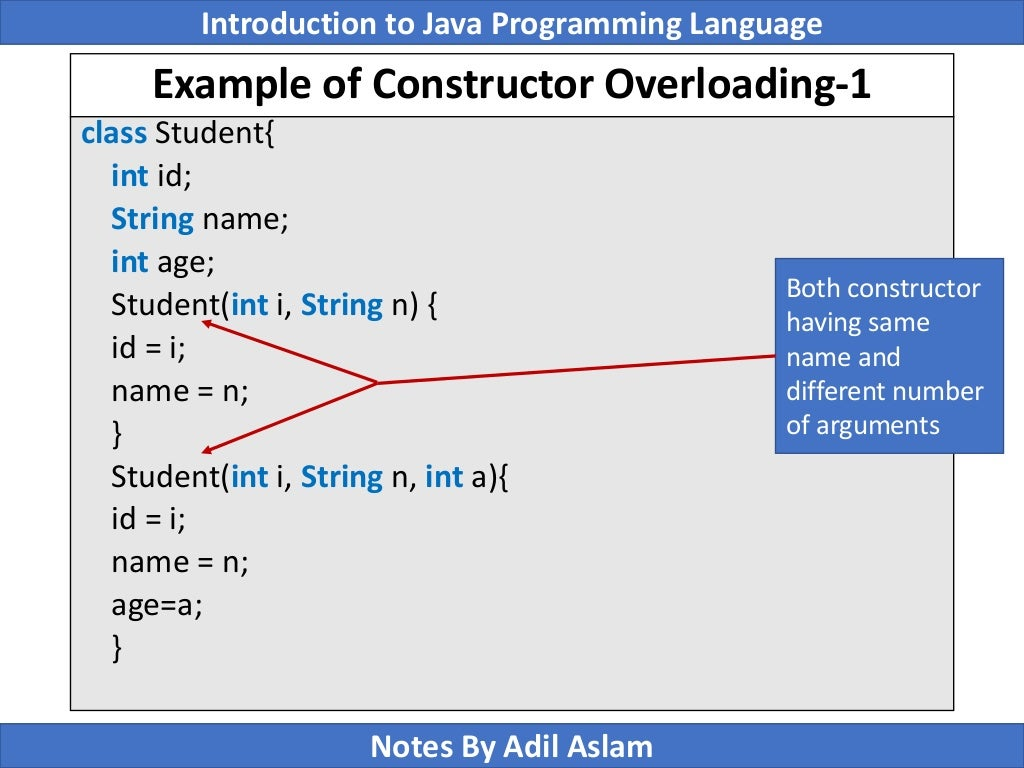 Introduction to Java Programming Language
Example of Constructor Overloading-1
class Student{
int id;
String name;
int age;
Student(int i, String n) {
id = i;
name = n;
}
Student(int i, String n, int a){
id = i;
name = n;
age=a;
}
Both constructor
having same
name and
different number
of arguments
Notes By Adil Aslam